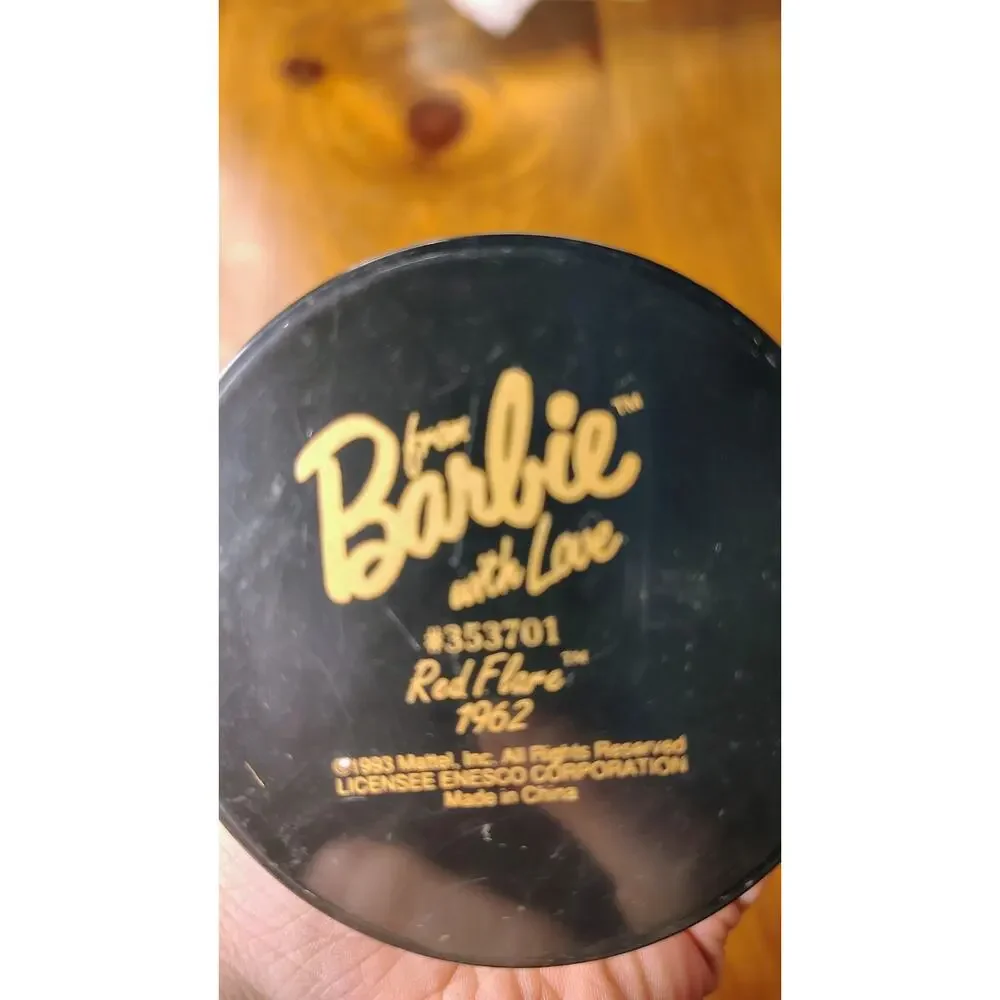 from
Barbie™
with Love
#353701
Red Flare™
1962
©1993 Mattel, Inc. All Rights Reserved
LICENSEE ENESCO CORPORATION
Made in China